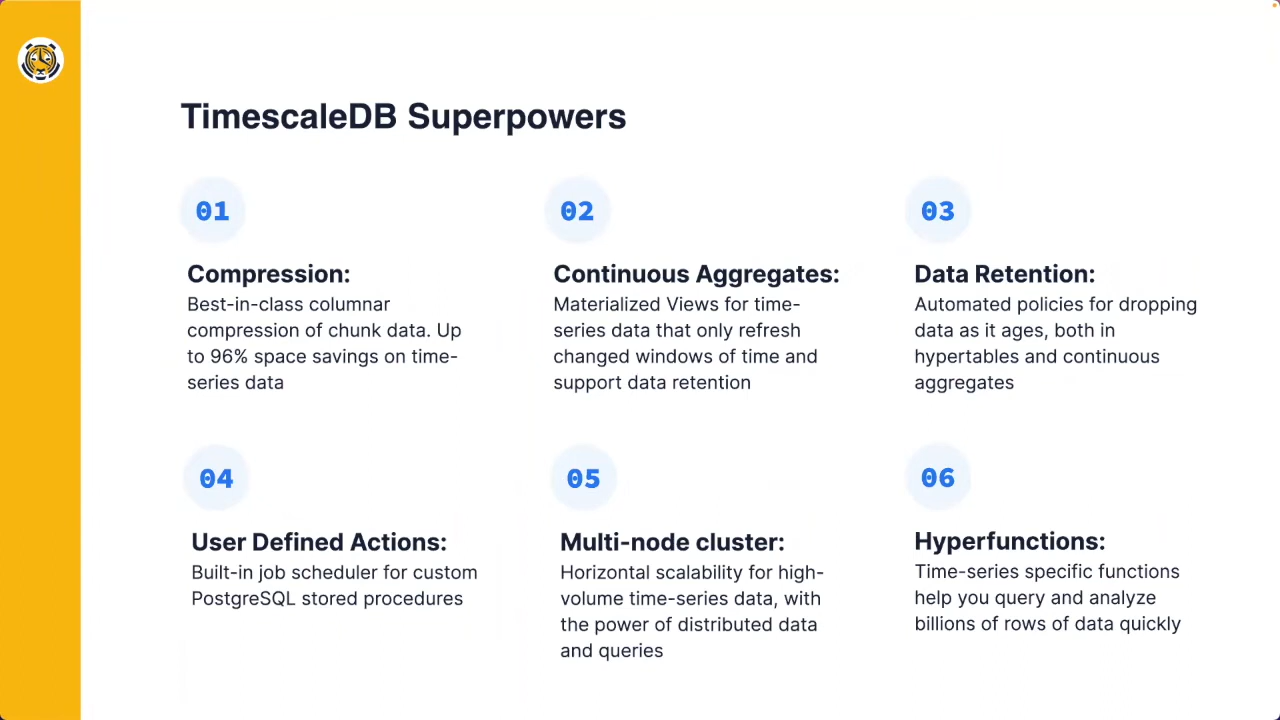 TimescaleDB Superpowers
01
Compression:
Best-in-class columnar
compression of chunk data. Up
to 96% space savings on time-
series data
02
Continuous Aggregates:
Materialized Views for time-
series data that only refresh
changed windows of time and
support data retention
03
Data Retention:
Automated policies for dropping
data as it ages, both in
hypertables and continuous
aggregates
04
User Defined Actions:
Built-in job scheduler for custom
PostgreSQL stored procedures
05
Multi-node cluster:
Horizontal scalability for high-
volume time-series data, with
the power of distributed data
and queries
06
Hyperfunctions:
Time-series specific functions
help you query and analyze
billions of rows of data quickly